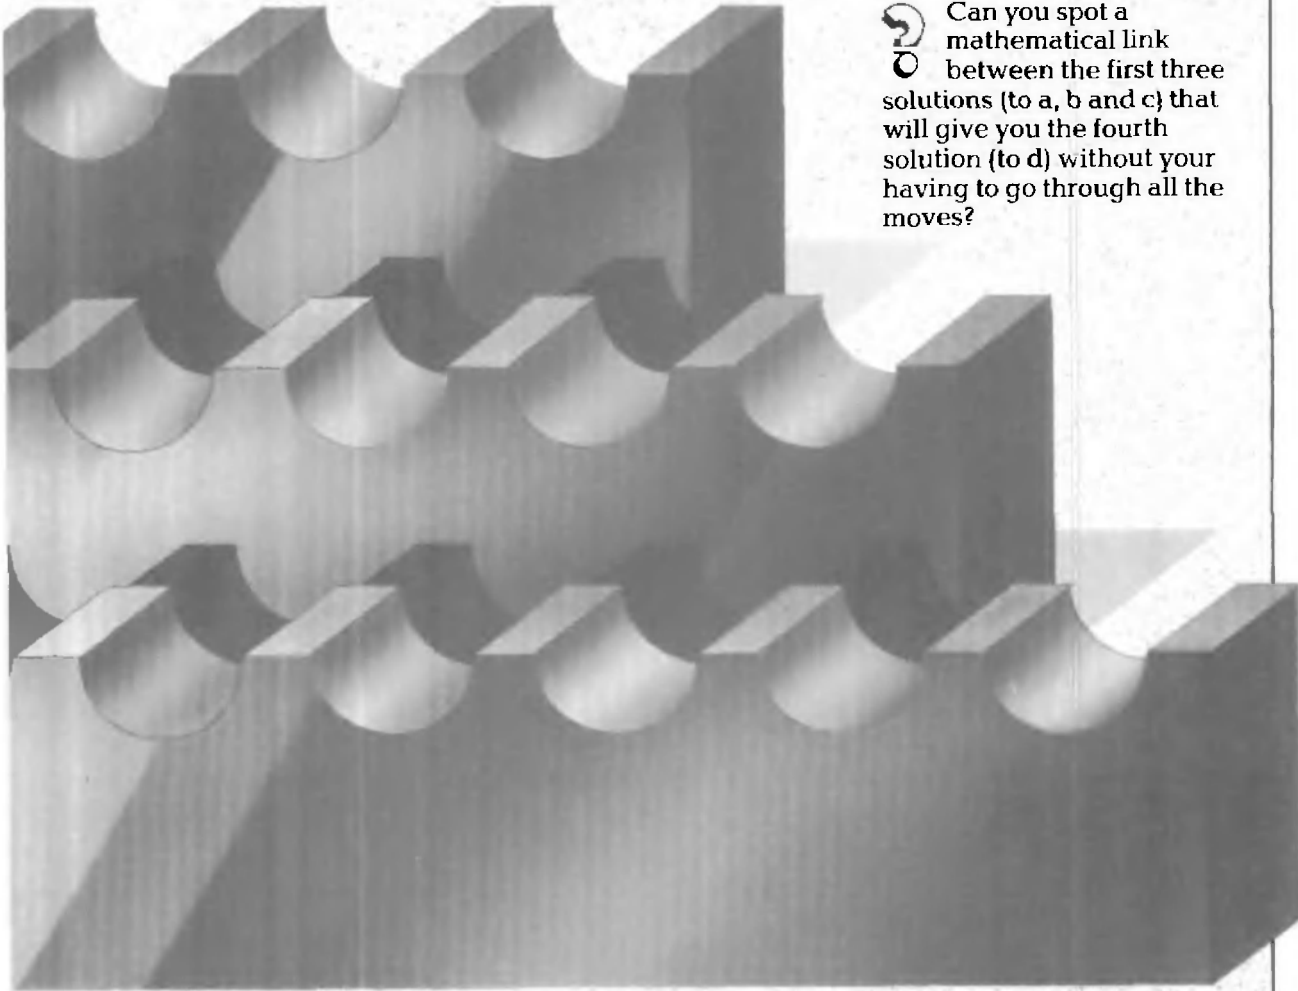 Can you spot a
mathematical link
between the first three
solutions (to a, b and c) that
will give you the fourth
solution (to d) without your
having to go through all the
moves?